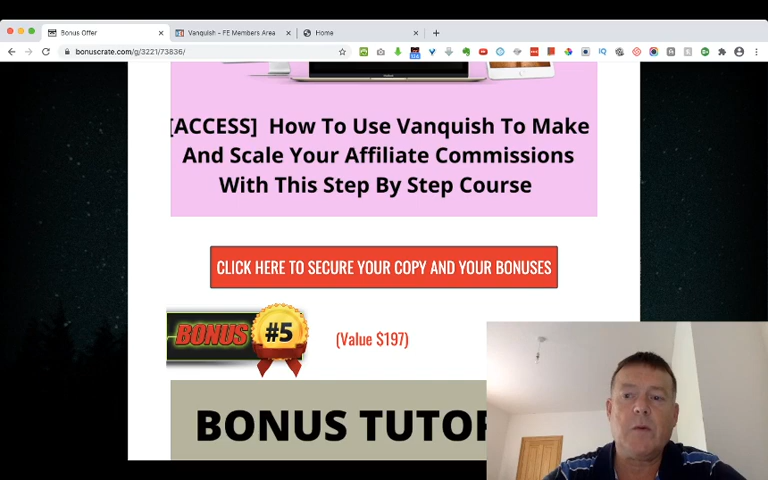 Bonus Offer
Vanquish – FE Members Area
Home
bonuscrate.com/g/3221/73836/
[ACCESS] How To Use Vanquish To Make
And Scale Your Affiliate Commissions
With This Step By Step Course
CLICK HERE TO SECURE YOUR COPY AND YOUR BONUSES
BONUS #5
(Value $197)
BONUS TUTOR